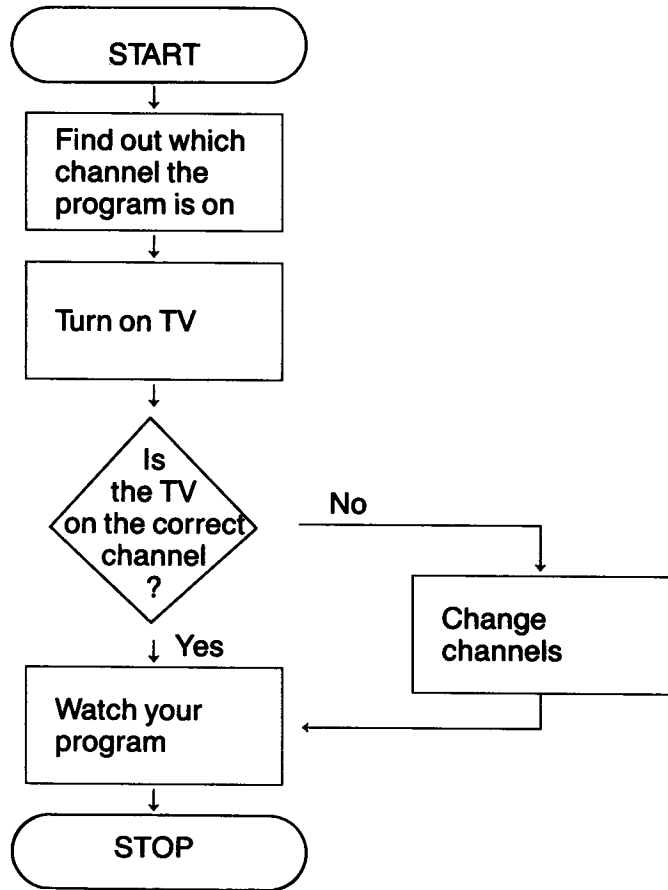 START
Find out which
channel the
program is on
Turn on TV
Is
the TV
on the correct
channel
?
No
Change
channels
Yes
Watch your
program
STOP